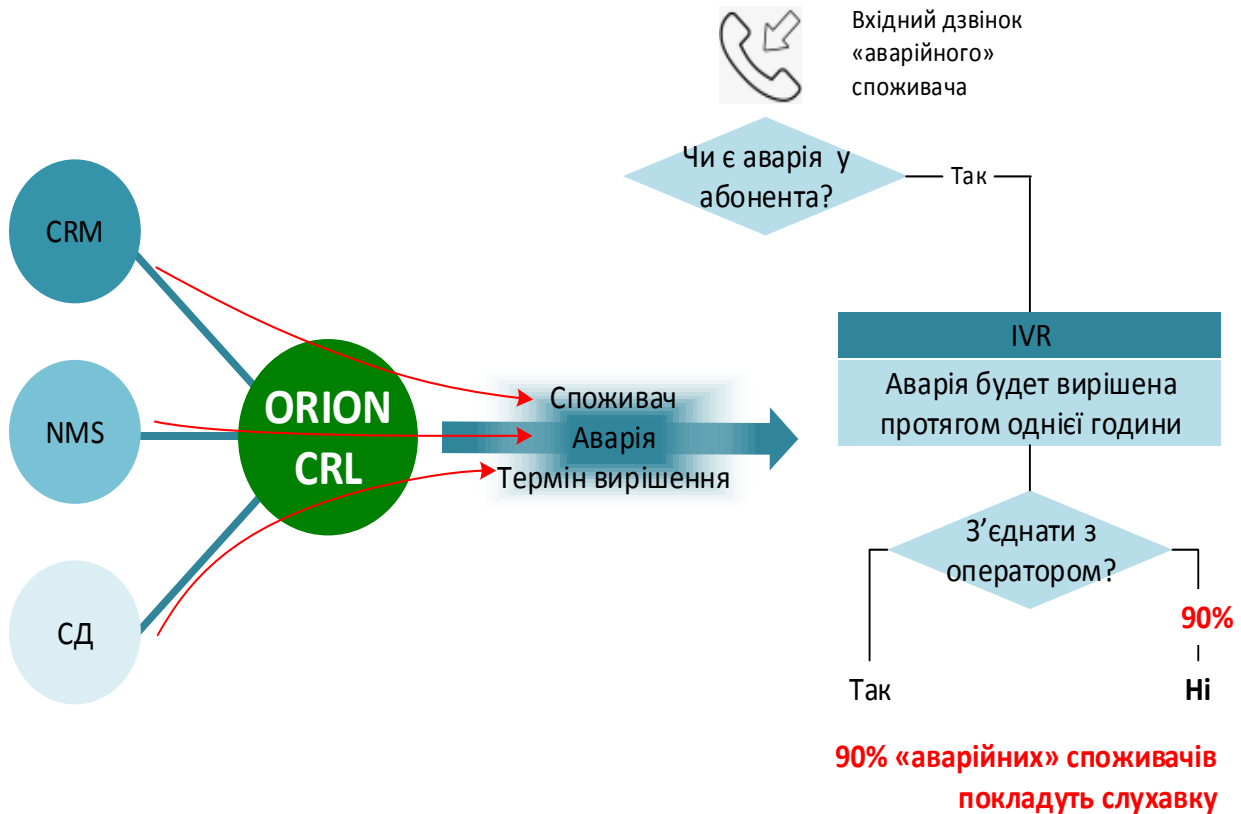 Вхідний дзвінок
«аварійного»
споживача
Чи є аварія у
абонента?
Так
CRM
NMS
СД
ORION
CRL
Споживач
Аварія
Термін вирішення
IVR
Аварія будет вирішена
протягом однієї години
З’єднати з
оператором?
90%
Так
Ні
90% «аварійних» споживачів
покладуть слухавку